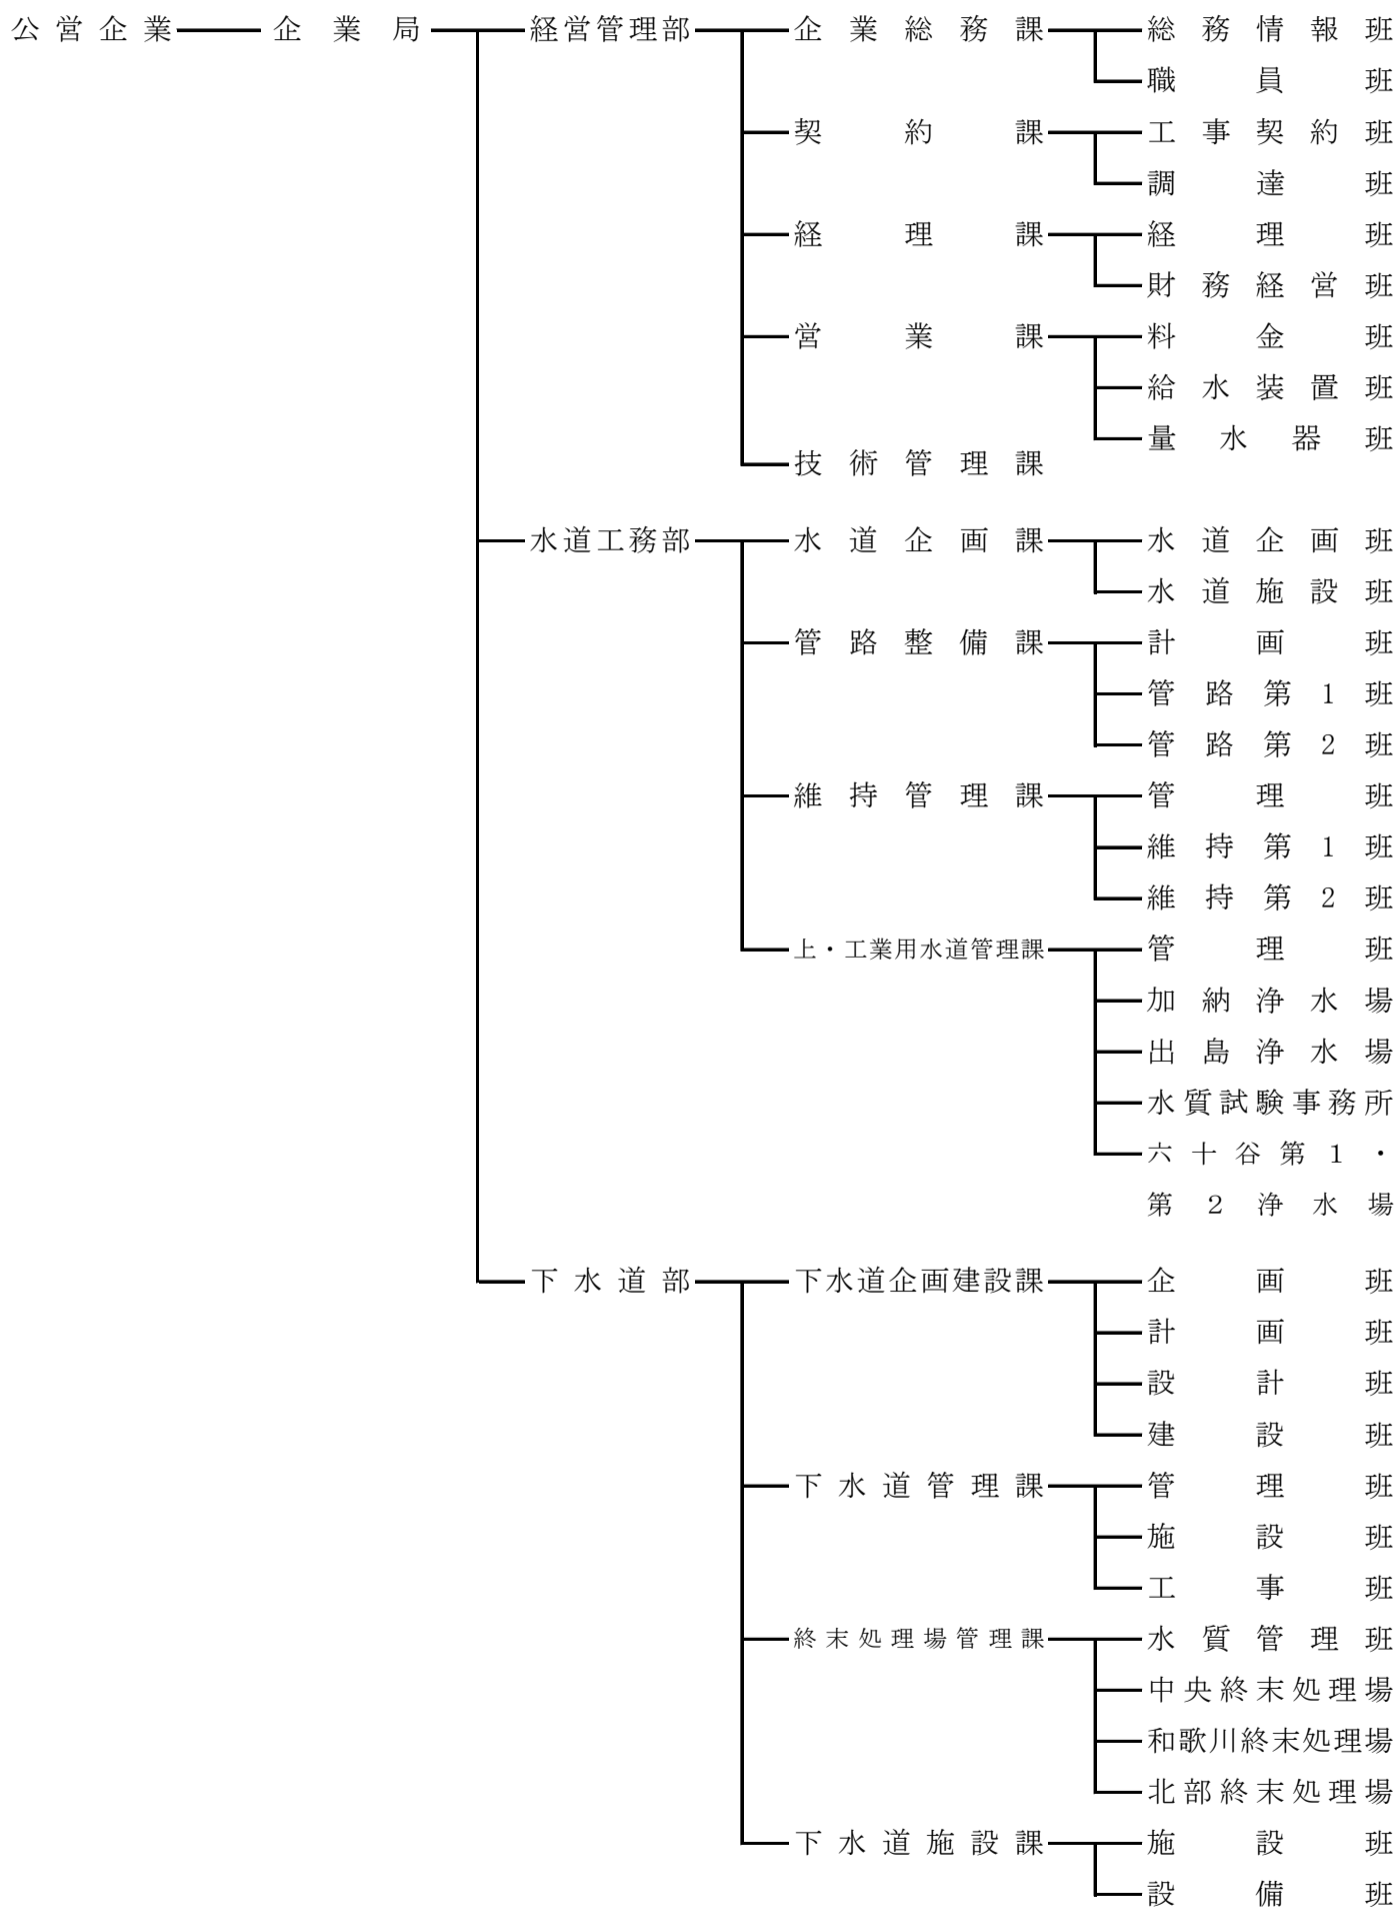 公営企業 企業局 経営管理部 企業総務課 総務情報班
職員班
契約課 工事契約班
調達班
経理課 経理班
財務経営班
営業課 料金班
給水装置班
量水器班
技術管理課
水道工務部 水道企画課 水道企画班
水道施設班
管路整備課 計画班
管路第1班
管路第2班
維持管理課 管理班
維持第1班
維持第2班
上・工業用水道管理課 管理班
加納浄水場
出島浄水場
水質試験事務所
六十谷第1・
第2浄水場
下水道部 下水道企画建設課 企画班
計画班
設計班
建設班
下水道管理課 管理班
施設班
工事班
終末処理場管理課 水質管理班
中央終末処理場
和歌川終末処理場
北部終末処理場
下水道施設課 施設班
設備班